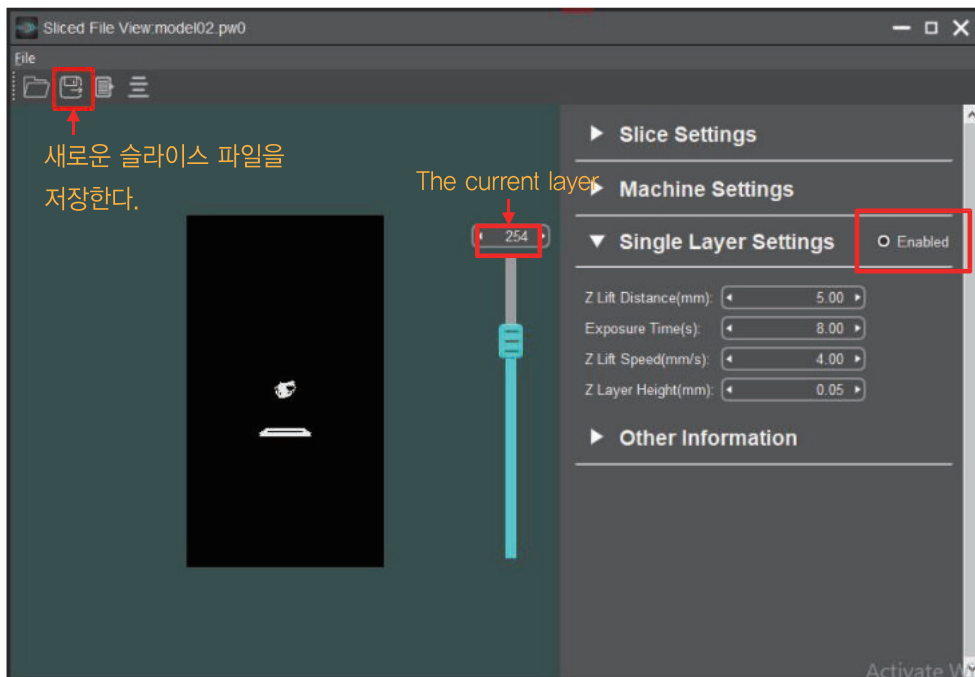 Sliced File View:model02.pw0
File
새로운 슬라이스 파일을
저장한다.
The current layer
254
Slice Settings
Machine Settings
Single Layer Settings
Enabled
Z Lift Distance(mm): 5.00
Exposure Time(s): 8.00
Z Lift Speed(mm/s): 4.00
Z Layer Height(mm): 0.05
Other Information
Activate